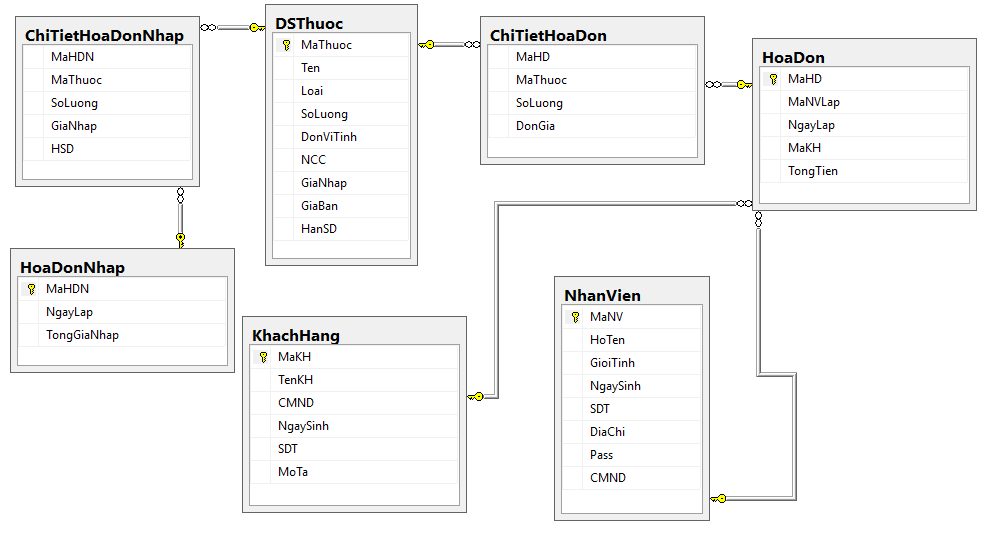 ChiTietHoaDonNhap
MaHDN
MaThuoc
SoLuong
GiaNhap
HSD
DSThuoc
MaThuoc
Ten
Loai
SoLuong
DonViTinh
NCC
GiaNhap
GiaBan
HanSD
ChiTietHoaDon
MaHD
MaThuoc
SoLuong
DonGia
HoaDon
MaHD
MaNVLap
NgayLap
MaKH
TongTien
HoaDonNhap
MaHDN
NgayLap
TongGiaNhap
KhachHang
MaKH
TenKH
CMND
NgaySinh
SDT
MoTa
NhanVien
MaNV
HoTen
GioiTinh
NgaySinh
SDT
DiaChi
Pass
CMND